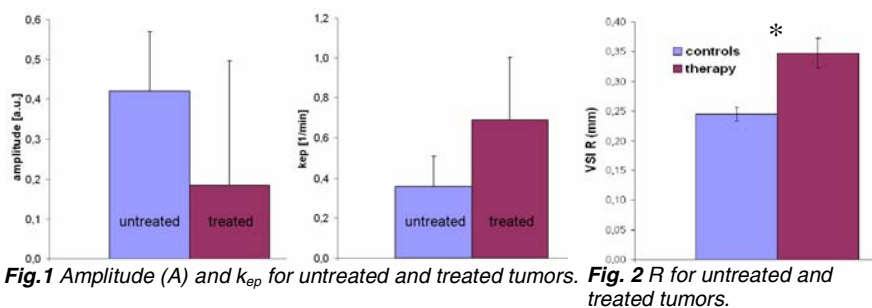 0,6
0,5
0,4
0,3
0,2
0,1
0,0
amplitude [a.u.]
untreated
treated
1,2
1,0
0,8
0,6
0,4
0,2
0,0
kep [1/min]
untreated
treated
Fig.1 Amplitude (A) and kep for untreated and treated tumors.
0,40
0,35
0,30
0,25
0,20
0,15
0,10
0,05
0,00
VSI R (mm)
controls
therapy
*
Fig. 2 R for untreated and
treated tumors.